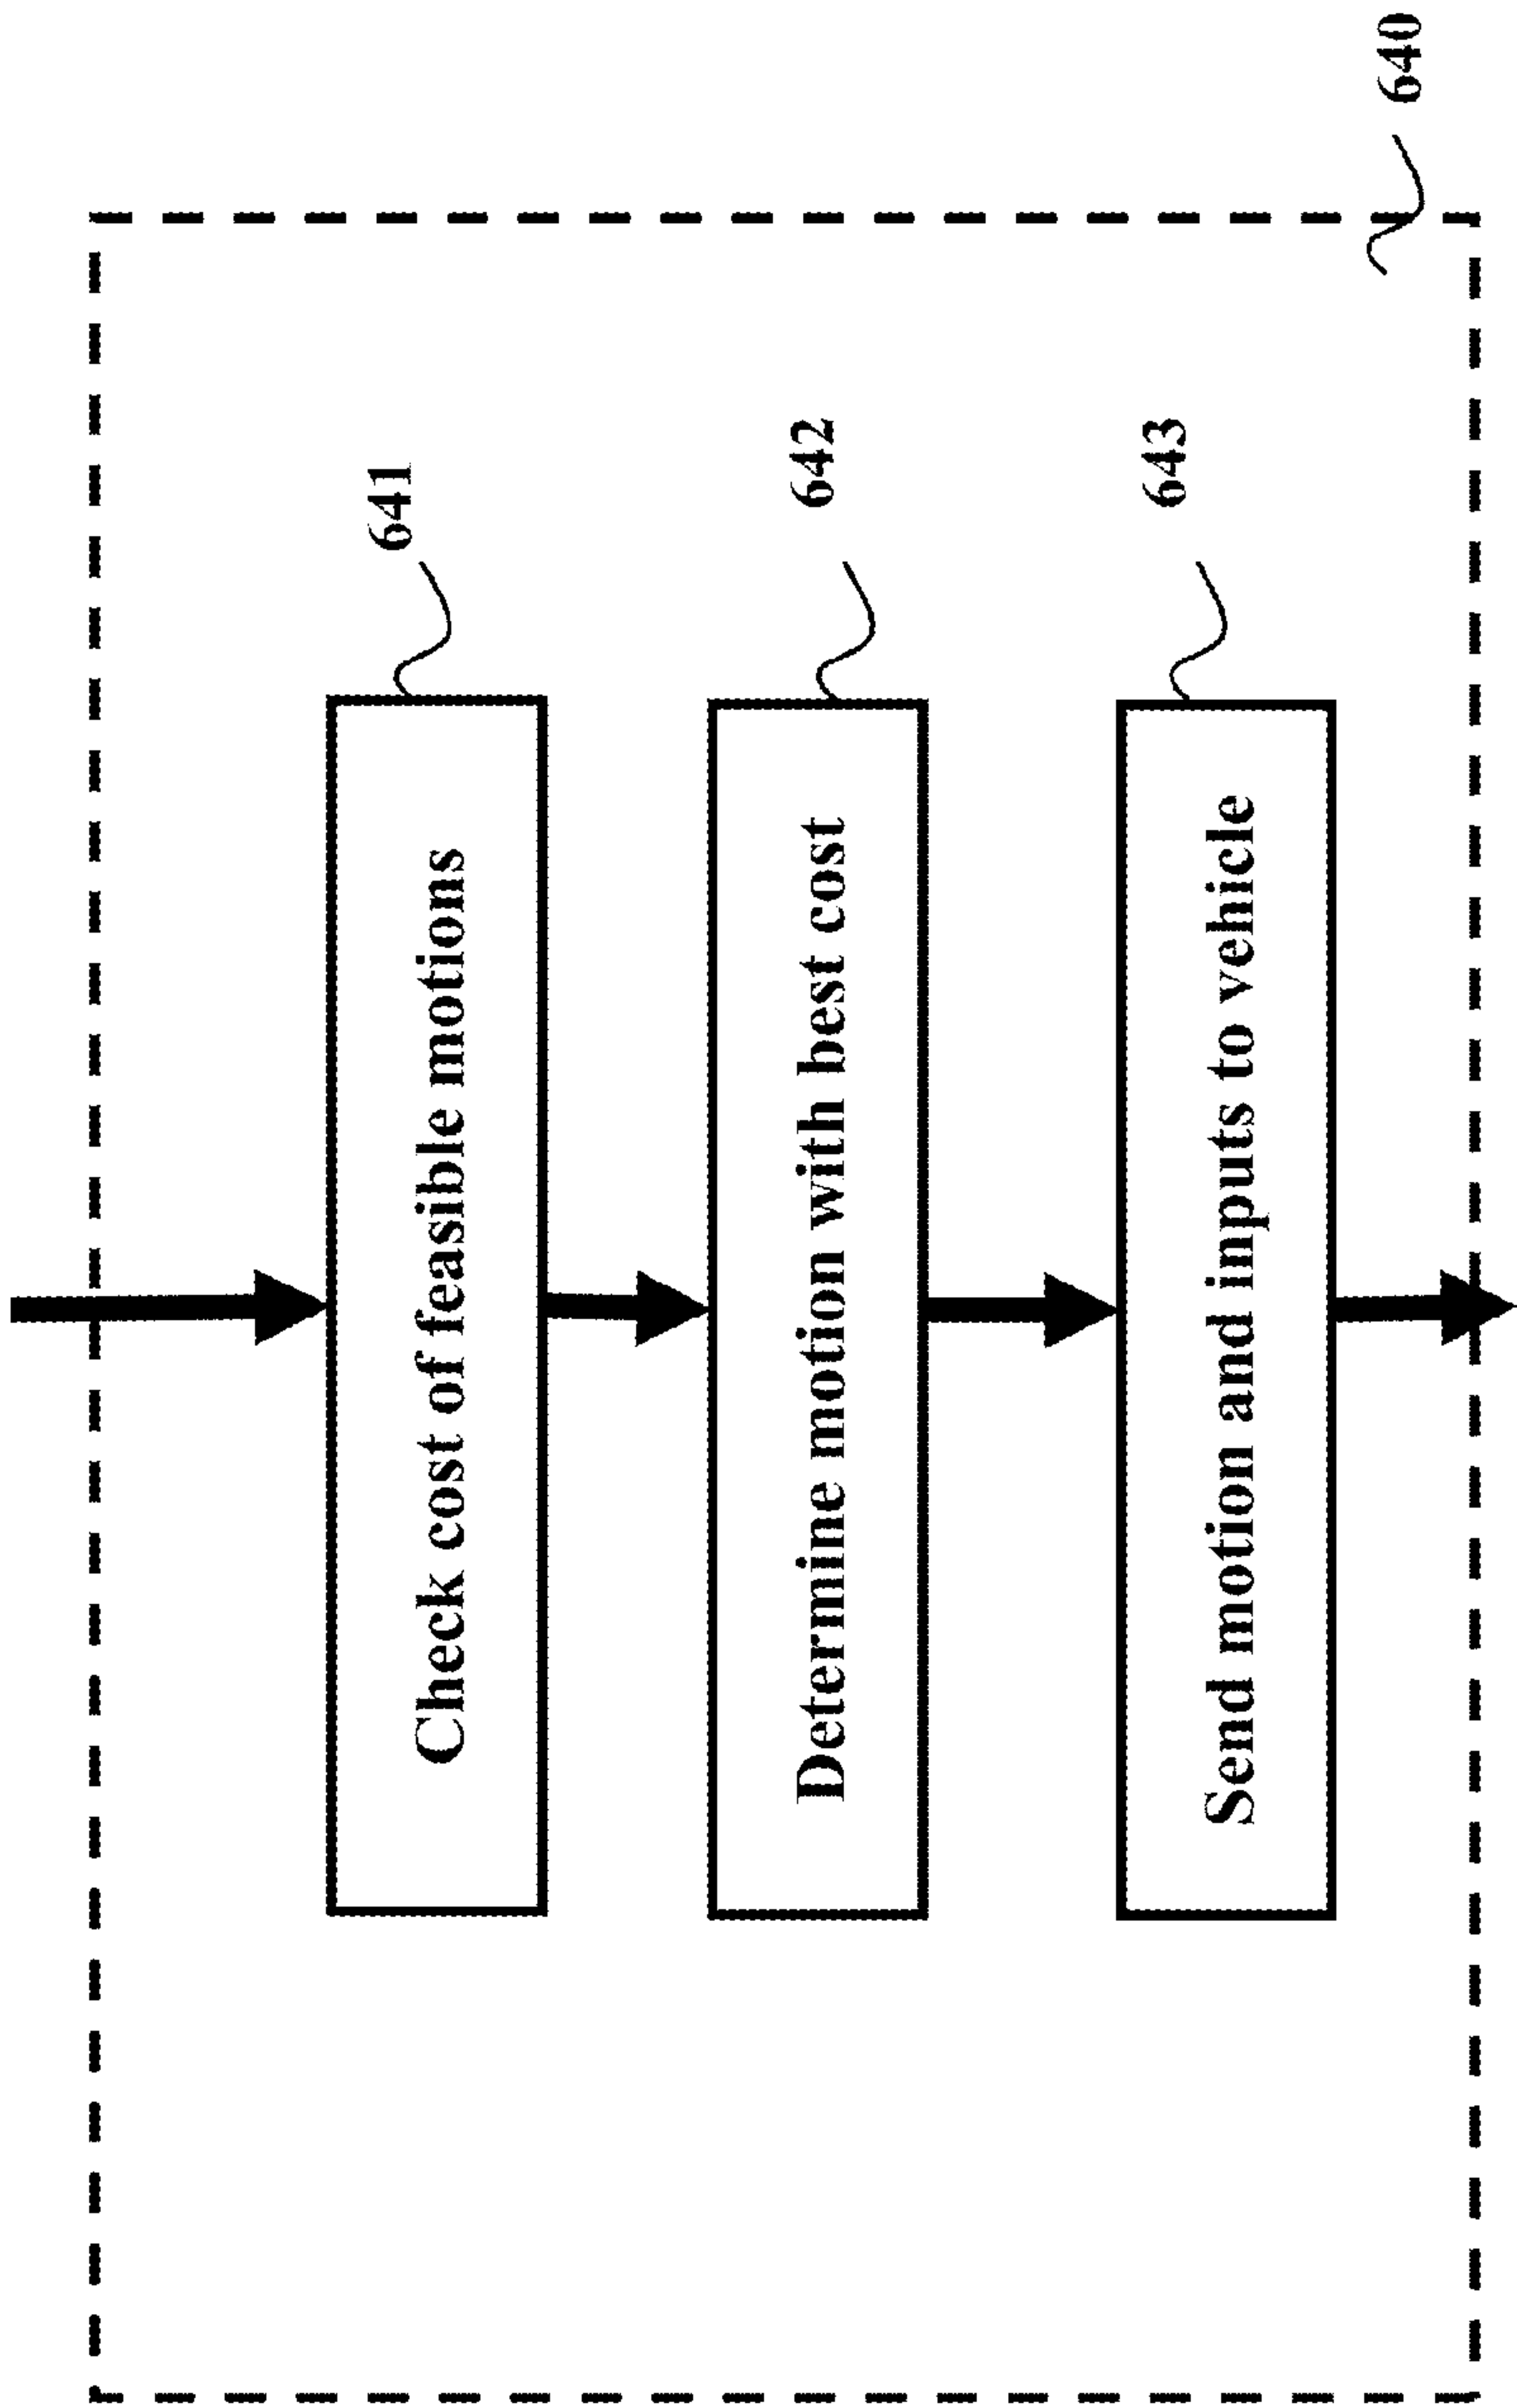 641
Check cost of feasible motions
642
Determine motion with best cost
643
Send motion and inputs to vehicle
640